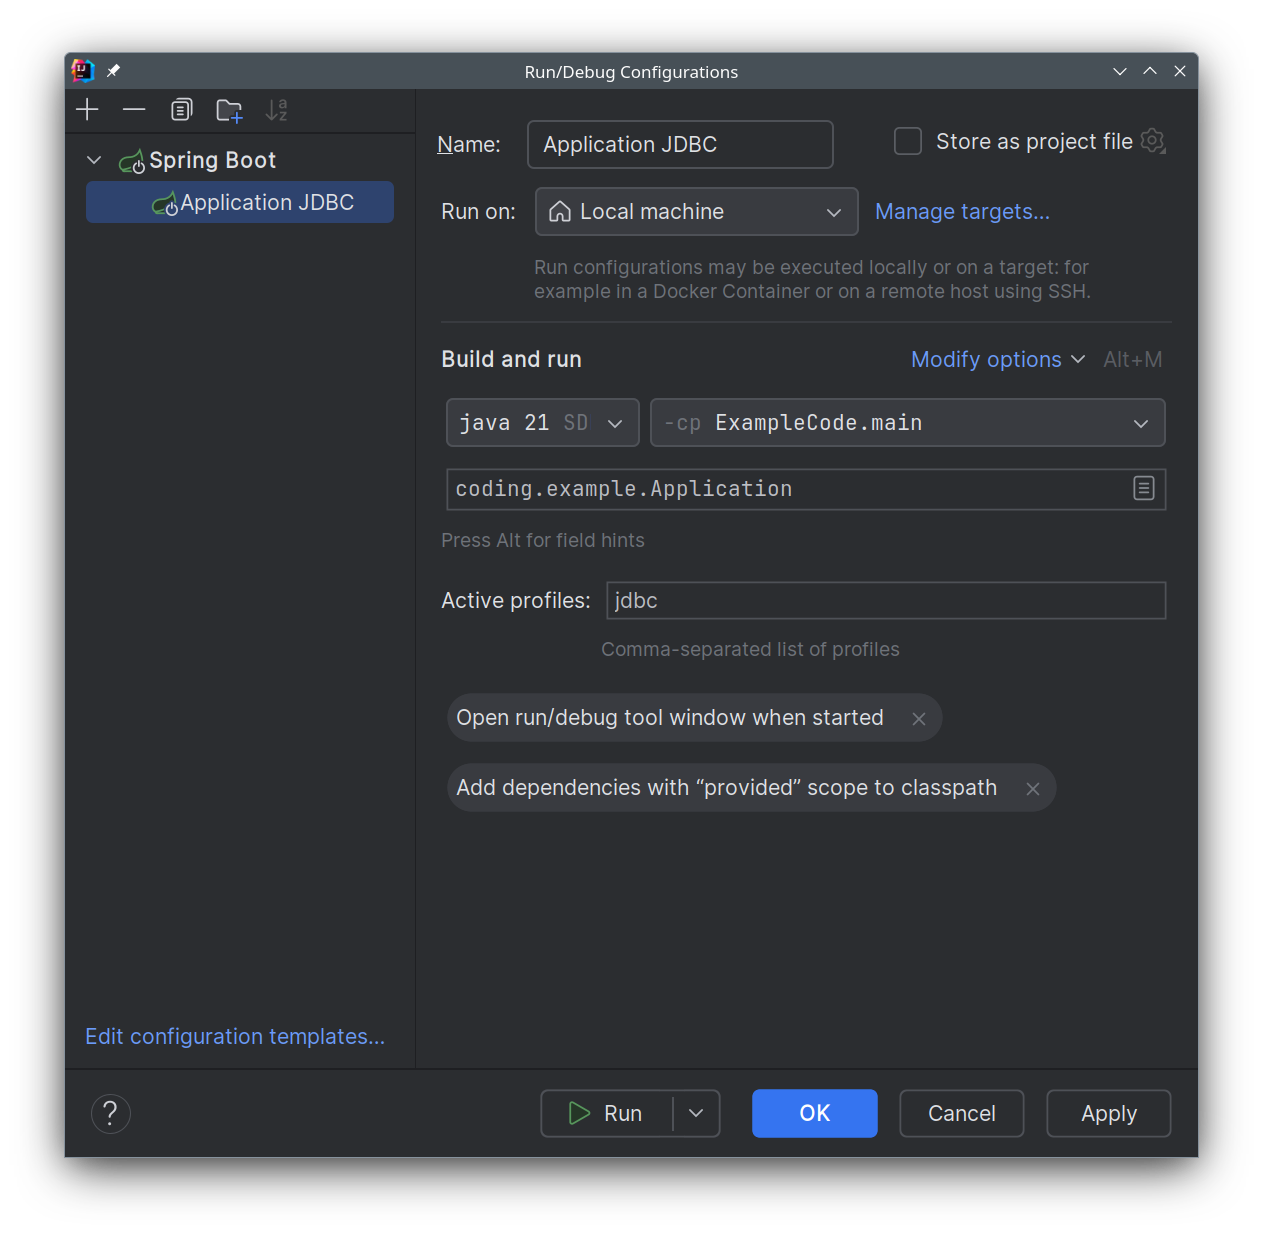 Run/Debug Configurations
Spring Boot
Application JDBC
Edit configuration templates...
Name: Application JDBC Store as project file
Run on: Local machine Manage targets...
Run configurations may be executed locally or on a target: for
example in a Docker Container or on a remote host using SSH.
Build and run Modify options Alt+M
java 21 SD -cp ExampleCode.main
coding.example.Application
Press Alt for field hints
Active profiles: jdbc
Comma-separated list of profiles
Open run/debug tool window when started
Add dependencies with “provided” scope to classpath
? Run OK Cancel Apply